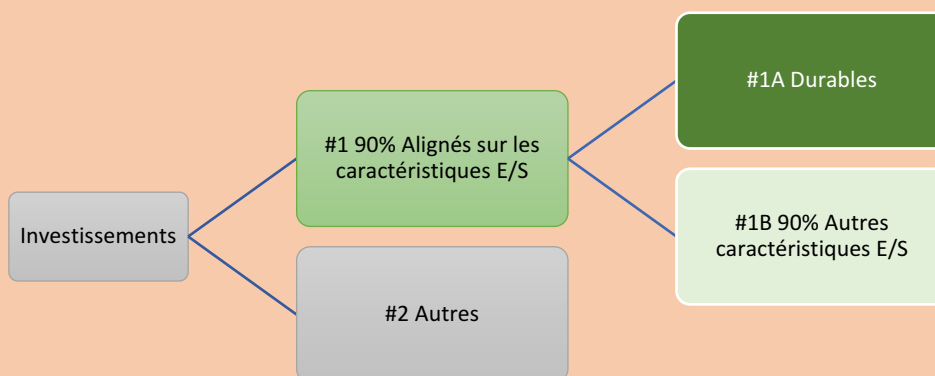 Investissements
#1 90% Alignés sur les
caractéristiques E/S
#2 Autres
#1A Durables
#1B 90% Autres
caractéristiques E/S